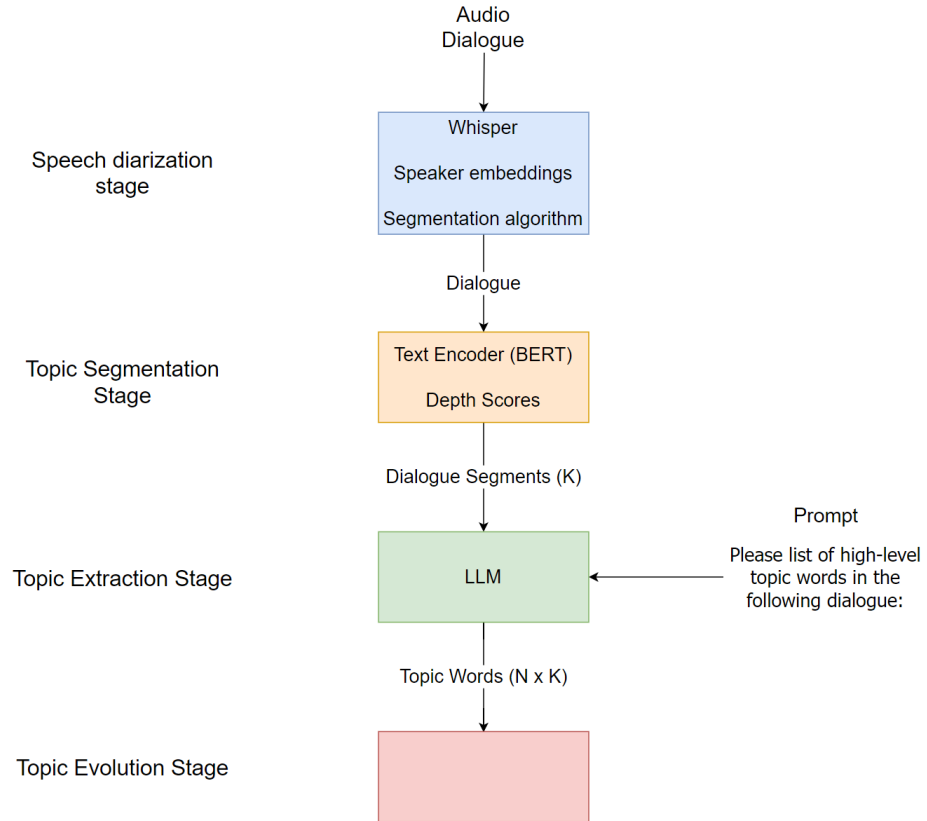 Audio
Dialogue
Whisper
Speaker embeddings
Segmentation algorithm
Speech diarization
stage
Dialogue
Text Encoder (BERT)
Depth Scores
Topic Segmentation
Stage
Dialogue Segments (K)
Prompt
Please list of high-level
topic words in the
following dialogue:
LLM
Topic Extraction Stage
Topic Words (N x K)
Topic Evolution Stage